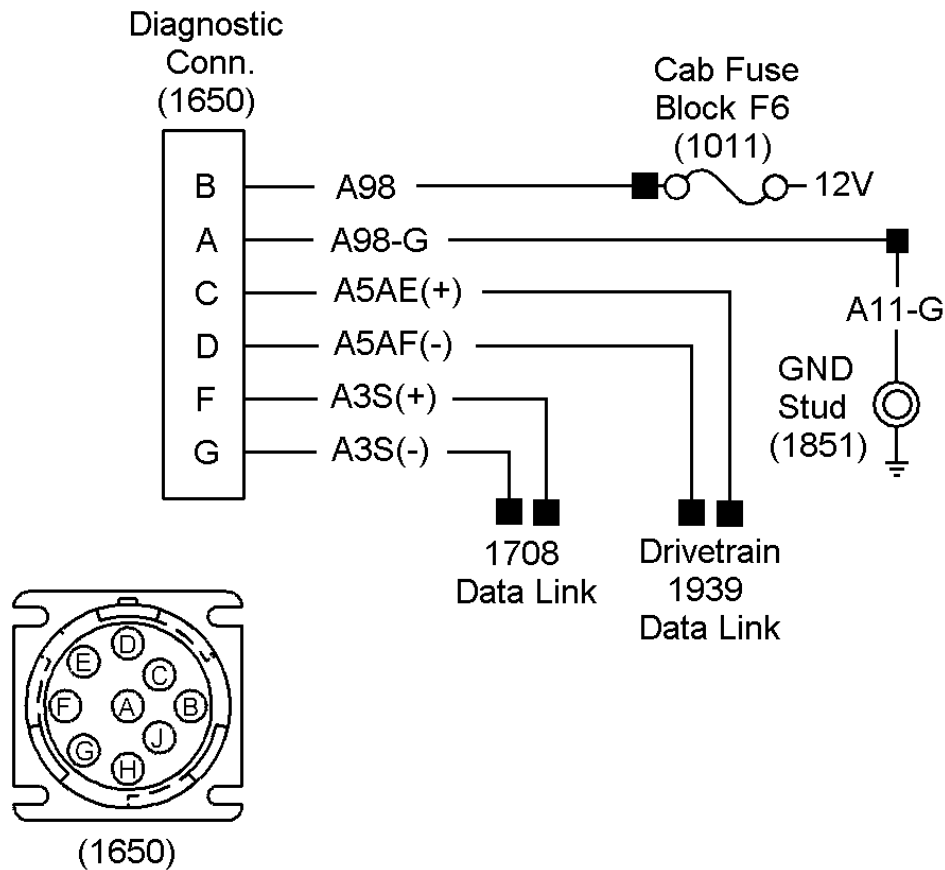 Diagnostic
Conn.
(1650)
Cab Fuse
Block F6
(1011)
B A98 12V
A A98-G
C A5AE(+)
A11-G
D A5AF(-)
GND
Stud
(1851)
F A3S(+)
G A3S(-)
1708
Data Link
Drivetrain
1939
Data Link
D
E
C
F
A
B
J
G
H
(1650)